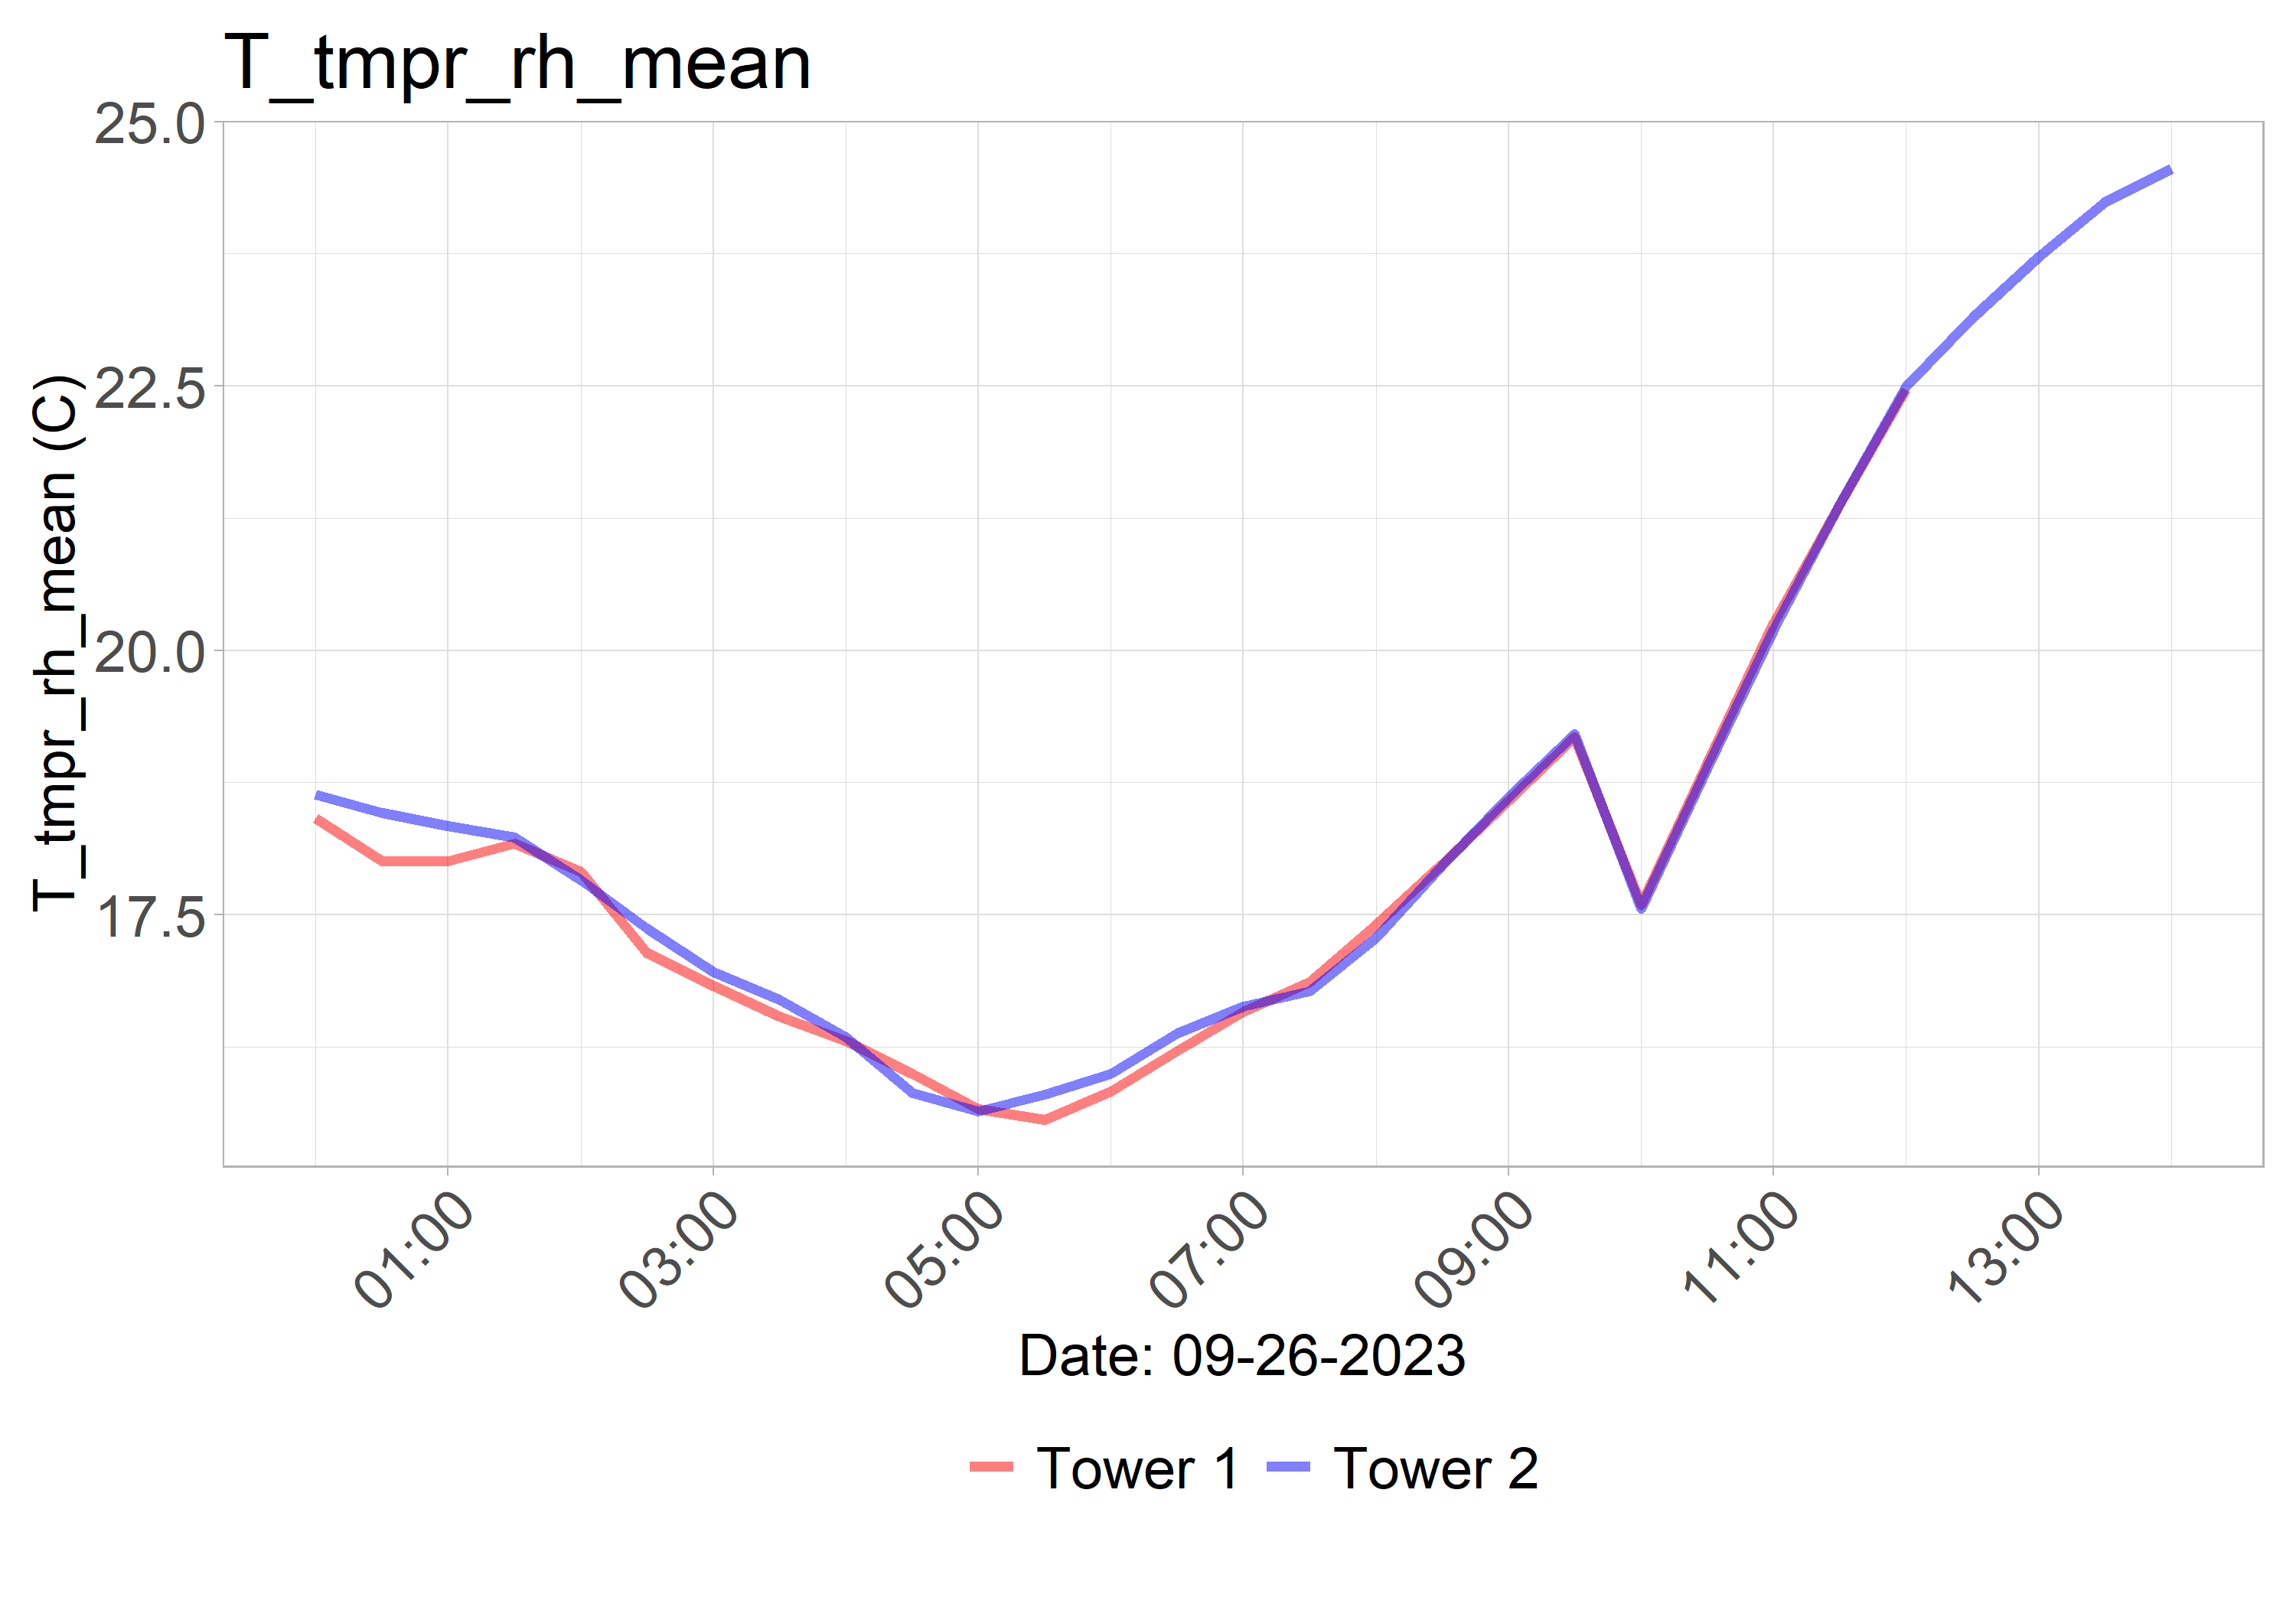 T_tmpr_rh_mean
T_tmpr_rh_mean (C)
25.0
22.5
20.0
17.5
01:00 03:00 05:00 07:00 09:00 11:00 13:00
Date: 09-26-2023
Tower 1 Tower 2